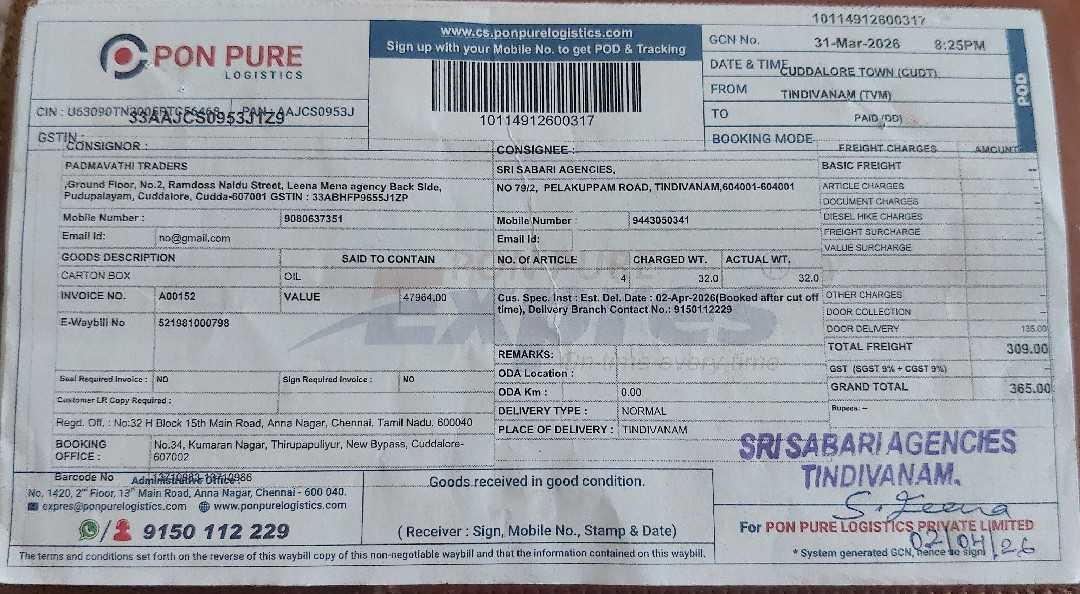 PON PURE
LOGISTICS
www.cs.ponpurelogistics.com
Sign up with your Mobile No. to get POD & Tracking
10114912600317
10114912600317
GCN No.
31-Mar-2026 8:25PM
DATE & TIME
CUDDALORE TOWN (CUDT)
FROM
TINDIVANAM (TVM)
TO
PAID (DD)
BOOKING MODE
POD
CIN : PAN : AAJCS0953J
33AAJCS0953J1Z9
GSTIN :
CONSIGNOR :
PADMAVATHI TRADERS
,Ground Floor, No.2, Ramdoss Naidu Street, Leena Mena agency Back Side,
Pudupalayam, Cuddalore, Cudda-607001 GSTIN : 33ABHFP9655J1ZP
Mobile Number : 9080637351
Email Id: no@gmail.com
CONSIGNEE :
SRI SABARI AGENCIES,
NO 79/2, PELAKUPPAM ROAD, TINDIVANAM,604001-604001
Mobile Number : 9443050341
Email Id:
GOODS DESCRIPTION SAID TO CONTAIN
CARTON BOX OIL
INVOICE NO. A00152 VALUE 47964.00
E-Waybill No 521981000798
NO. OF ARTICLE CHARGED WT. ACTUAL WT.
4 32.0 32.0
Cus. Spec. Inst : Est. Del. Date : 02-Apr-2026(Booked after cut off
time), Delivery Branch Contact No.: 9150112229
PON PURE
Express
REMARKS:
ODA Location :
ODA Km : 0.00
DELIVERY TYPE : NORMAL
PLACE OF DELIVERY : TINDIVANAM
FREIGHT CHARGES AMOUNT
BASIC FREIGHT --
ARTICLE CHARGES --
DOCUMENT CHARGES --
DIESEL HIKE CHARGES --
FREIGHT SURCHARGE --
VALUE SURCHARGE --
OTHER CHARGES --
DOOR COLLECTION --
DOOR DELIVERY 135.00
TOTAL FREIGHT 309.00
GST (SGST 9% + CGST 9%) --
GRAND TOTAL 365.00
Rupees: --
Seal Required Invoice : NO Sign Required Invoice : NO
Customer LR Copy Required :
Regd. Off. : No:32 H Block 15th Main Road, Anna Nagar, Chennai, Tamil Nadu, 600040
BOOKING OFFICE :
No.34, Kumaran Nagar, Thirupapuliyur, New Bypass, Cuddalore-
607002
Barcode No
Administrative Office :
No. 1420, 2nd Floor, 13th Main Road, Anna Nagar, Chennai - 600 040.
expres@ponpurelogistics.com www.ponpurelogistics.com
9150 112 229
Goods received in good condition.
( Receiver : Sign, Mobile No., Stamp & Date)
SRI SABARI AGENCIES
TINDIVANAM.
For PON PURE LOGISTICS PRIVATE LIMITED
02/04/26
* System generated GCN, hence no sign
The terms and conditions set forth on the reverse of this waybill copy of this non-negotiable waybill and that the information contained on this waybill.